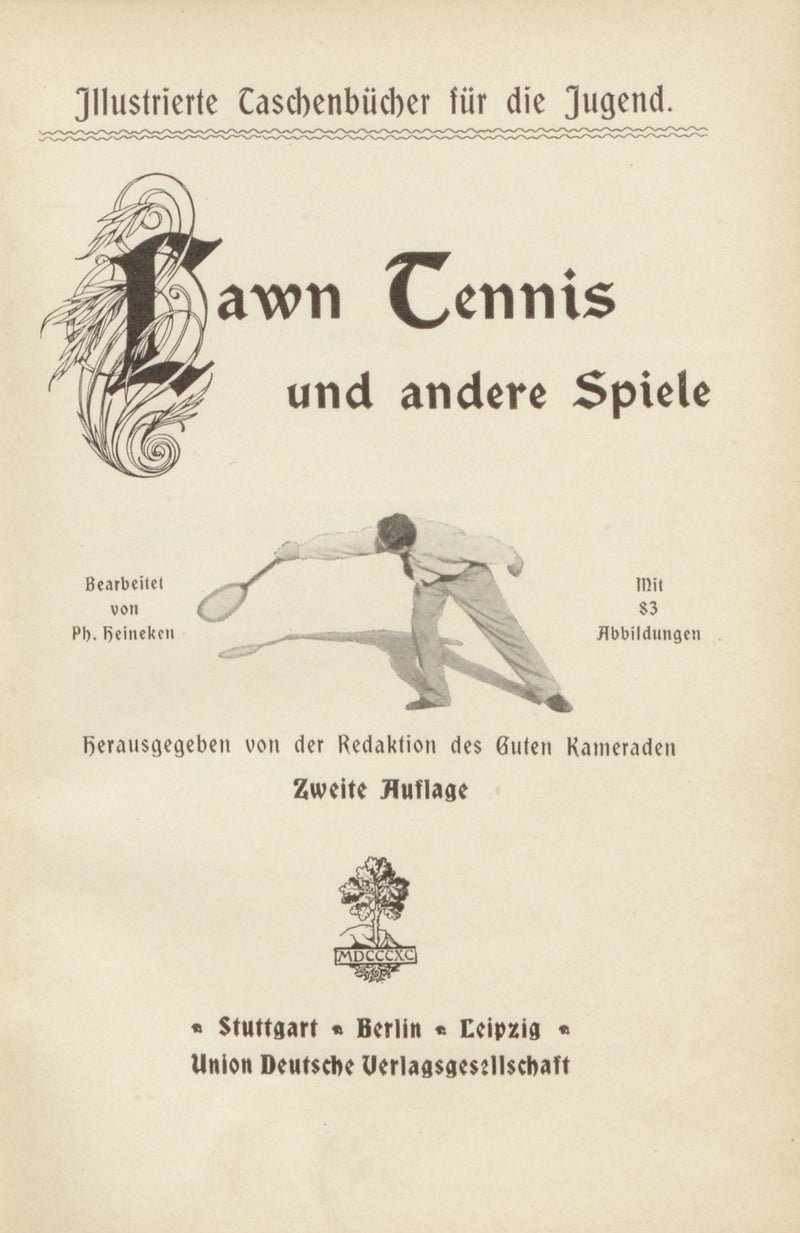 Illustrierte Taschenbücher für die Jugend.
Lawn Tennis
und andere Spiele
Bearbeitet
von
Ph. Heineken
Mit
83
Abbildungen
Herausgegeben von der Redaktion des Guten Kameraden
Zweite Auflage
MDCCCXC
Stuttgart * Berlin * Leipzig
Union Deutsche Verlagsgesellschaft